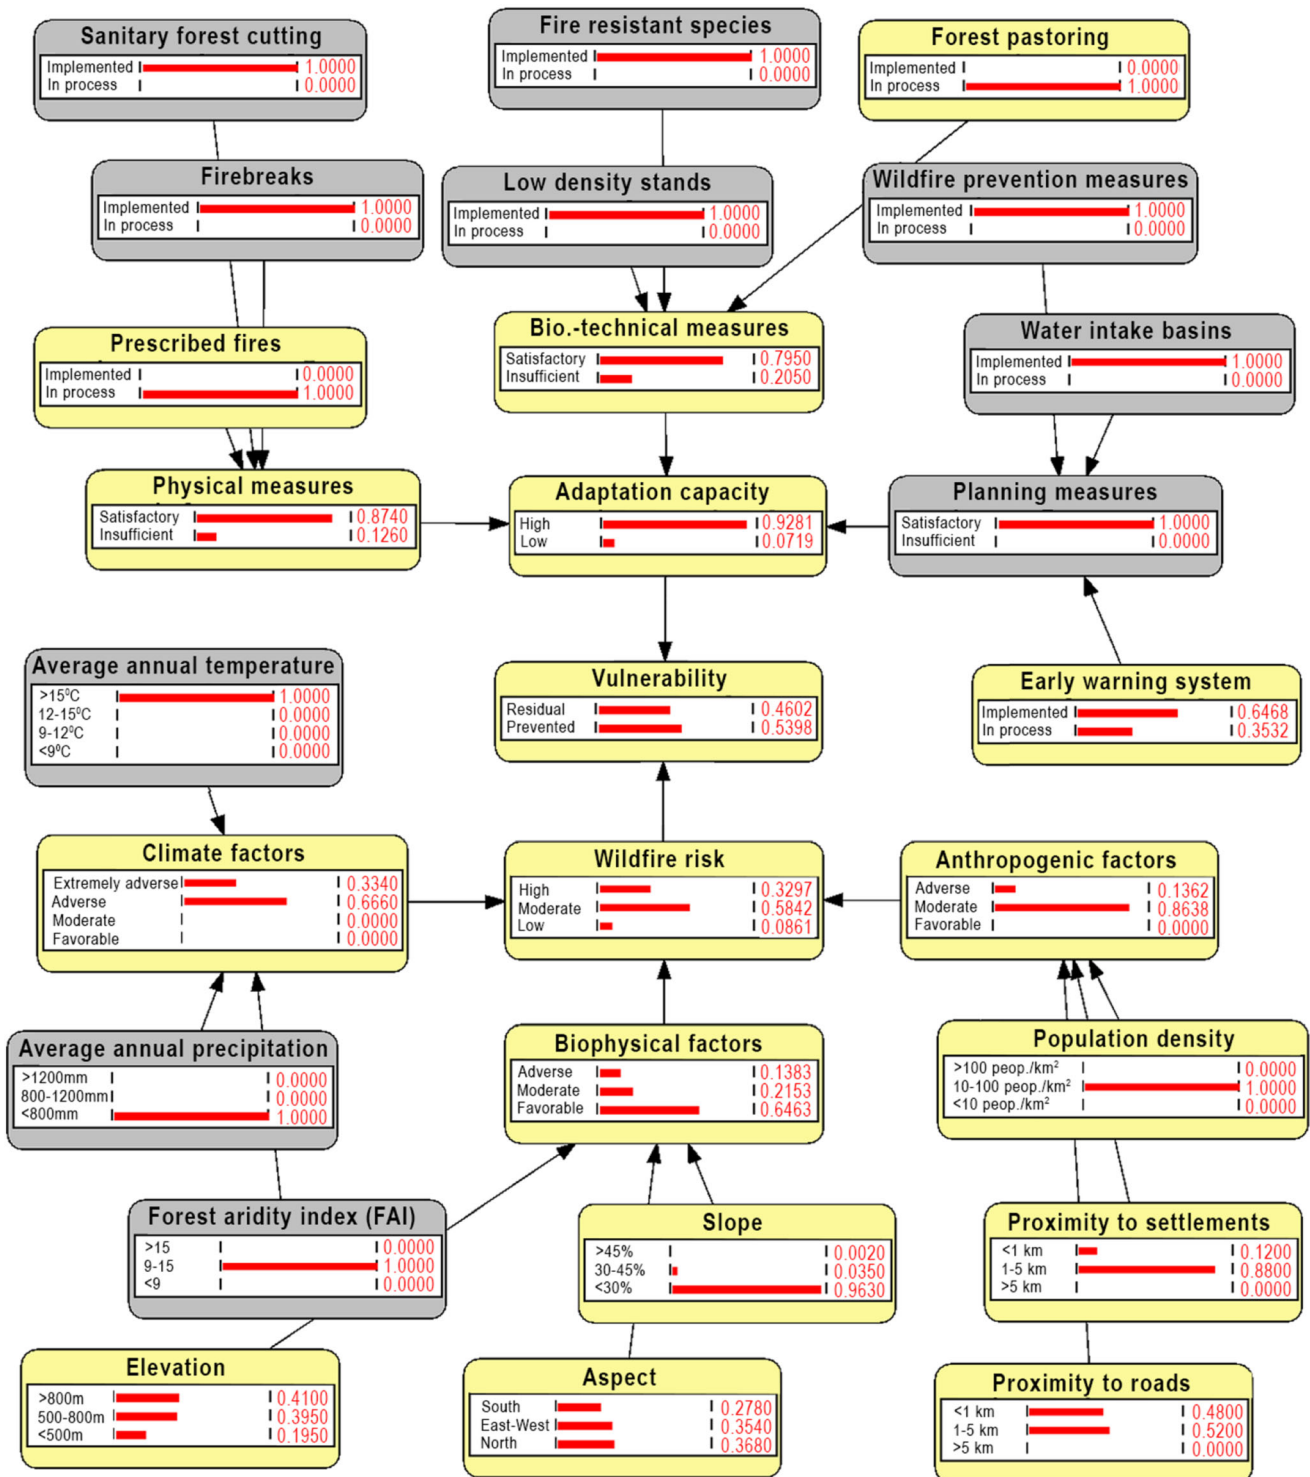 Sanitary forest cutting
Implemented 1.0000
In process 0.0000
Fire resistant species
Implemented 1.0000
In process 0.0000
Forest pastoring
Implemented 0.0000
In process 1.0000
Firebreaks
Implemented 1.0000
In process 0.0000
Low density stands
Implemented 1.0000
In process 0.0000
Wildfire prevention measures
Implemented 1.0000
In process 0.0000
Prescribed fires
Implemented 0.0000
In process 1.0000
Bio.-technical measures
Satisfactory 0.7950
Insufficient 0.2050
Water intake basins
Implemented 1.0000
In process 0.0000
Physical measures
Satisfactory 0.8740
Insufficient 0.1260
Adaptation capacity
High 0.9281
Low 0.0719
Planning measures
Satisfactory 1.0000
Insufficient 0.0000
Average annual temperature
>15⁰C 1.0000
12-15⁰C 0.0000
9-12⁰C 0.0000
<9⁰C 0.0000
Vulnerability
Residual 0.4602
Prevented 0.5398
Early warning system
Implemented 0.6468
In process 0.3532
Climate factors
Extremely adverse 0.3340
Adverse 0.6660
Moderate 0.0000
Favorable 0.0000
Wildfire risk
High 0.3297
Moderate 0.5842
Low 0.0861
Anthropogenic factors
Adverse 0.1362
Moderate 0.8638
Favorable 0.0000
Average annual precipitation
>1200mm 0.0000
800-1200mm 0.0000
<800mm 1.0000
Biophysical factors
Adverse 0.1383
Moderate 0.2153
Favorable 0.6463
Population density
>100 peop./km² 0.0000
10-100 peop./km² 1.0000
<10 peop./km² 0.0000
Forest aridity index (FAI)
>15 0.0000
9-15 1.0000
<9 0.0000
Slope
>45% 0.0020
30-45% 0.0350
<30% 0.9630
Proximity to settlements
<1 km 0.1200
1-5 km 0.8800
>5 km 0.0000
Elevation
>800m 0.4100
500-800m 0.3950
<500m 0.1950
Aspect
South 0.2780
East-West 0.3540
North 0.3680
Proximity to roads
<1 km 0.4800
1-5 km 0.5200
>5 km 0.0000